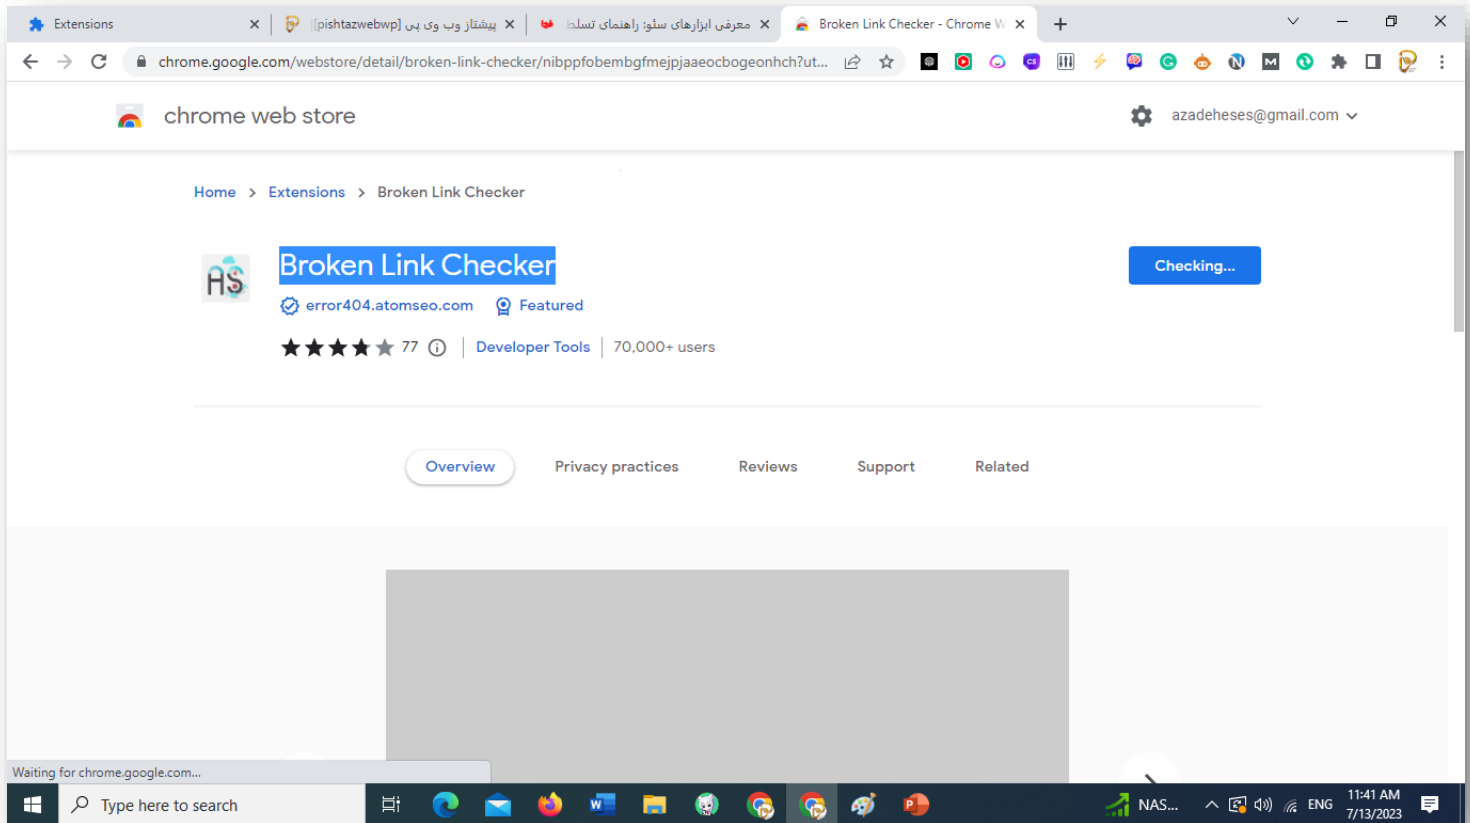 Extensions
پیشتاز وب وی پی [pishtazwebwp]
معرفی ابزارهای سئو: راهنمای تسلط
Broken Link Checker - Chrome W
chrome.google.com/webstore/detail/broken-link-checker/nibppfobembgfmejpjaaeocbogeonhch?ut...
chrome web store
azadeheses@gmail.com
Home > Extensions > Broken Link Checker
AS
Broken Link Checker
Checking...
error404.atomseo.com Featured
77 Developer Tools 70,000+ users
Overview Privacy practices Reviews Support Related
Waiting for chrome.google.com...
Type here to search
NAS...
ENG
11:41 AM
7/13/2023